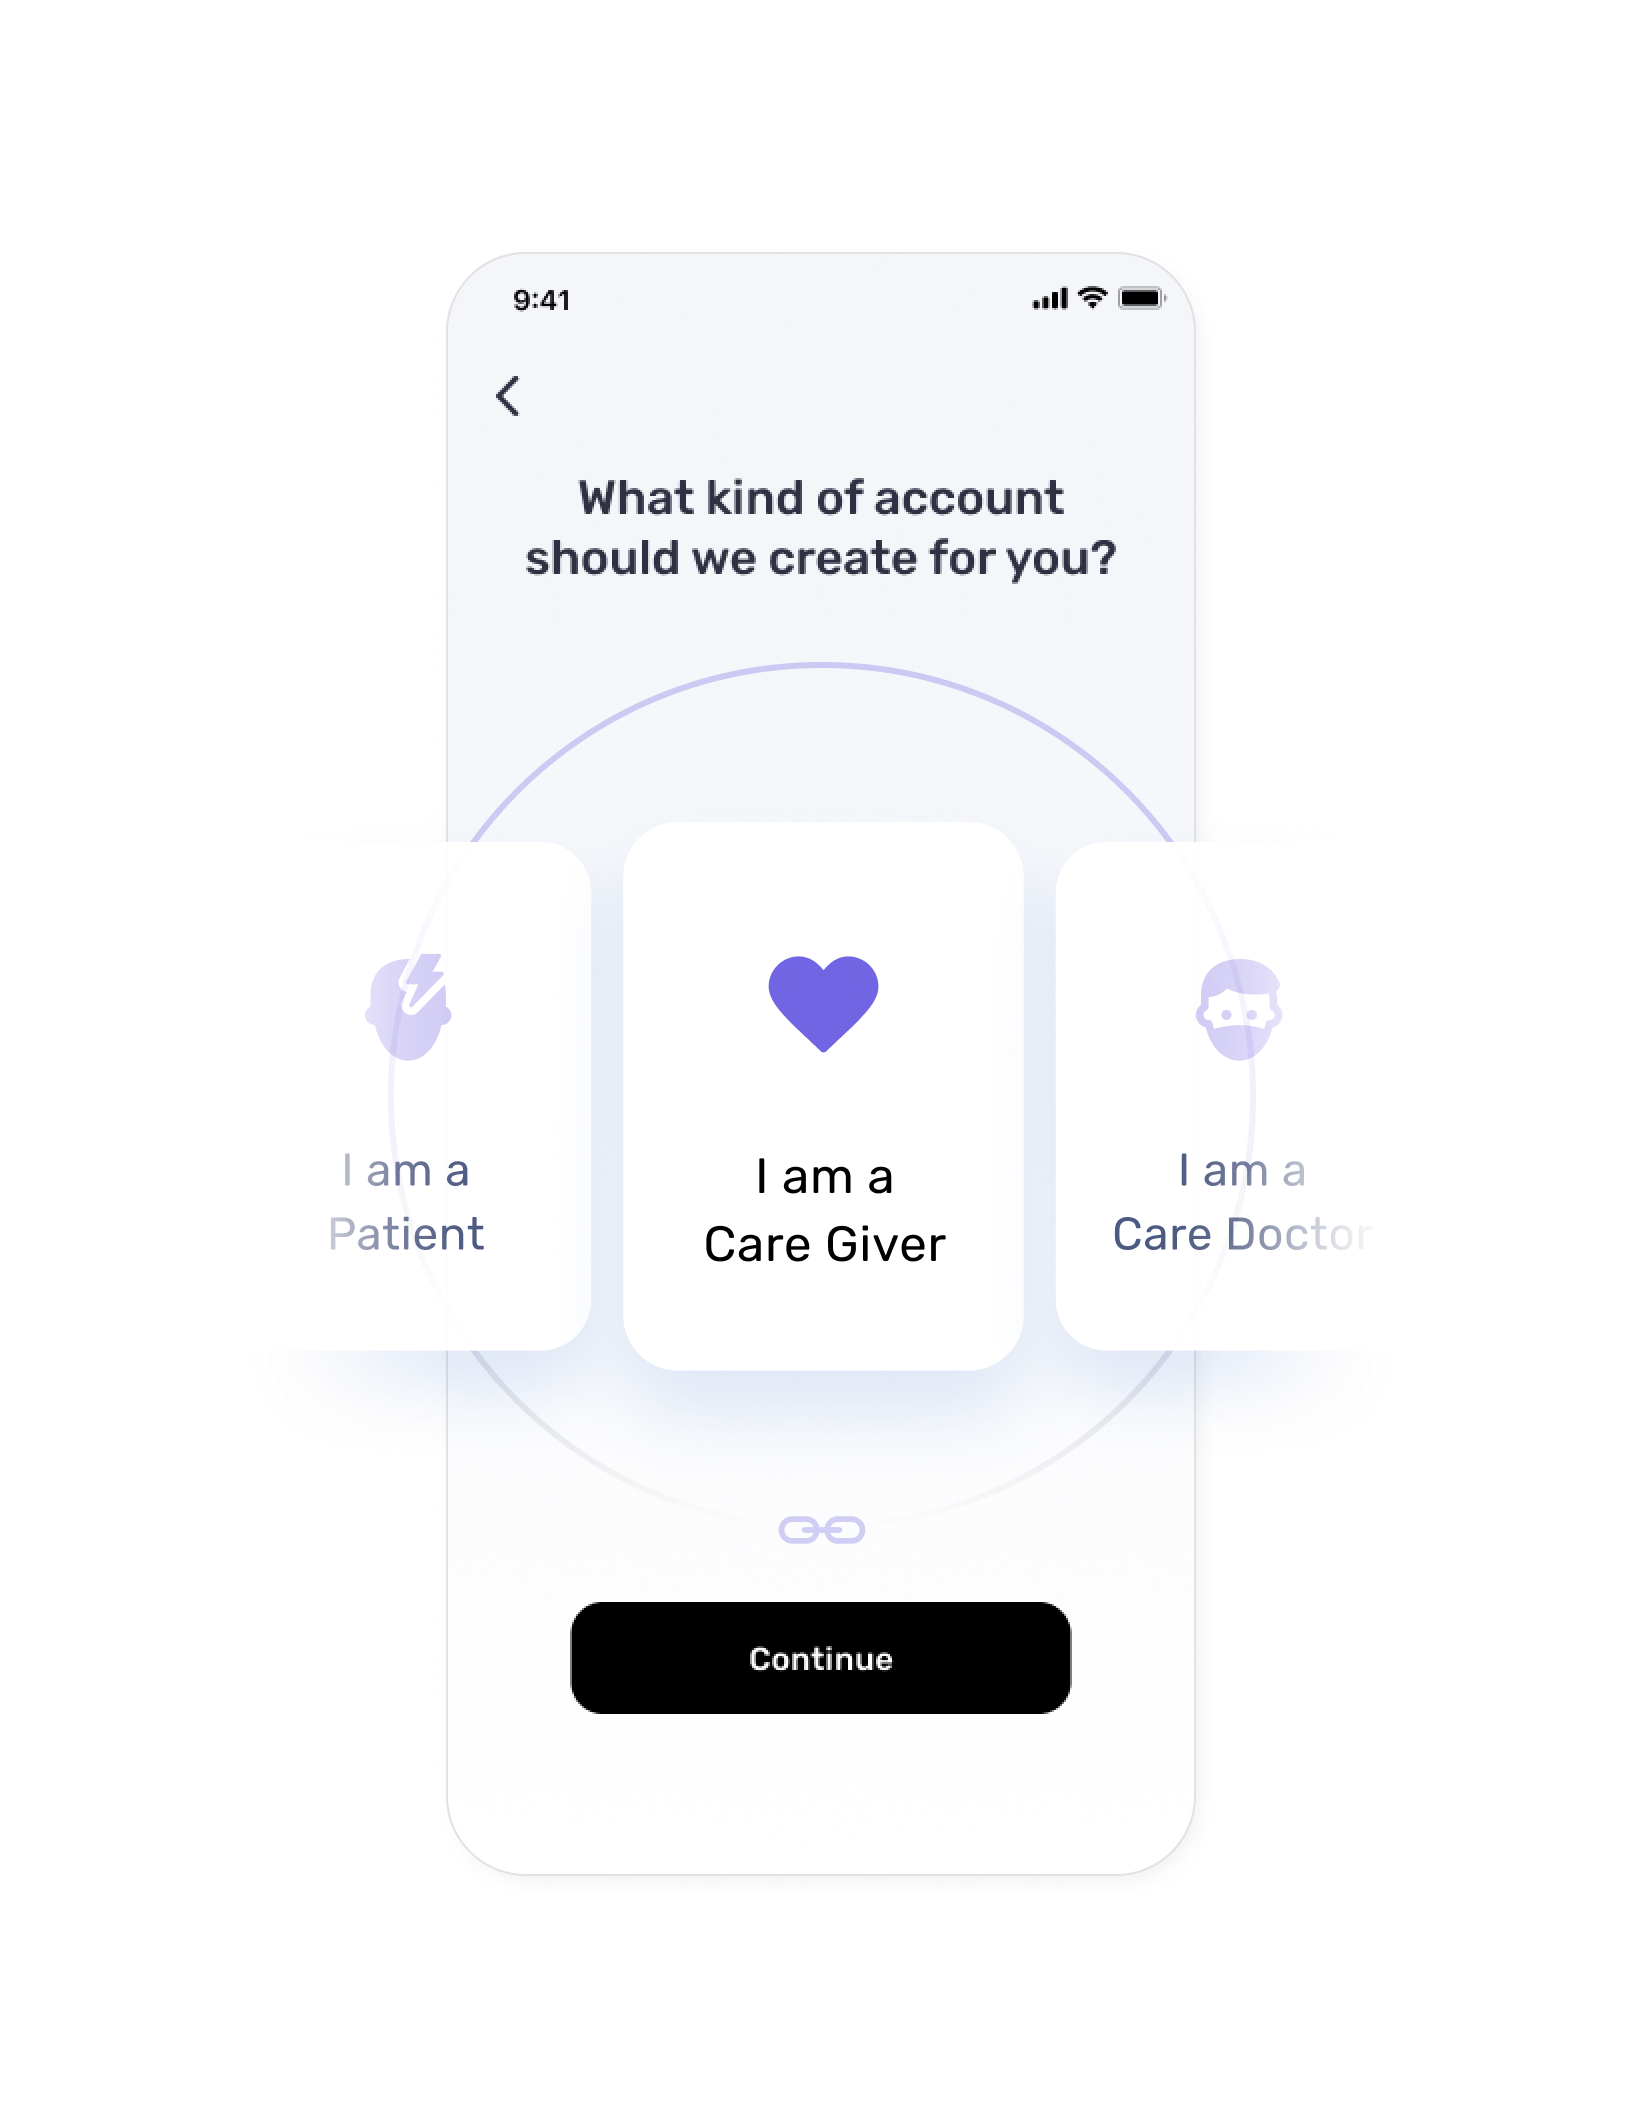 9:41
What kind of account
should we create for you?
I am a
Patient
I am a
Care Giver
I am a
Care Doctor
Continue